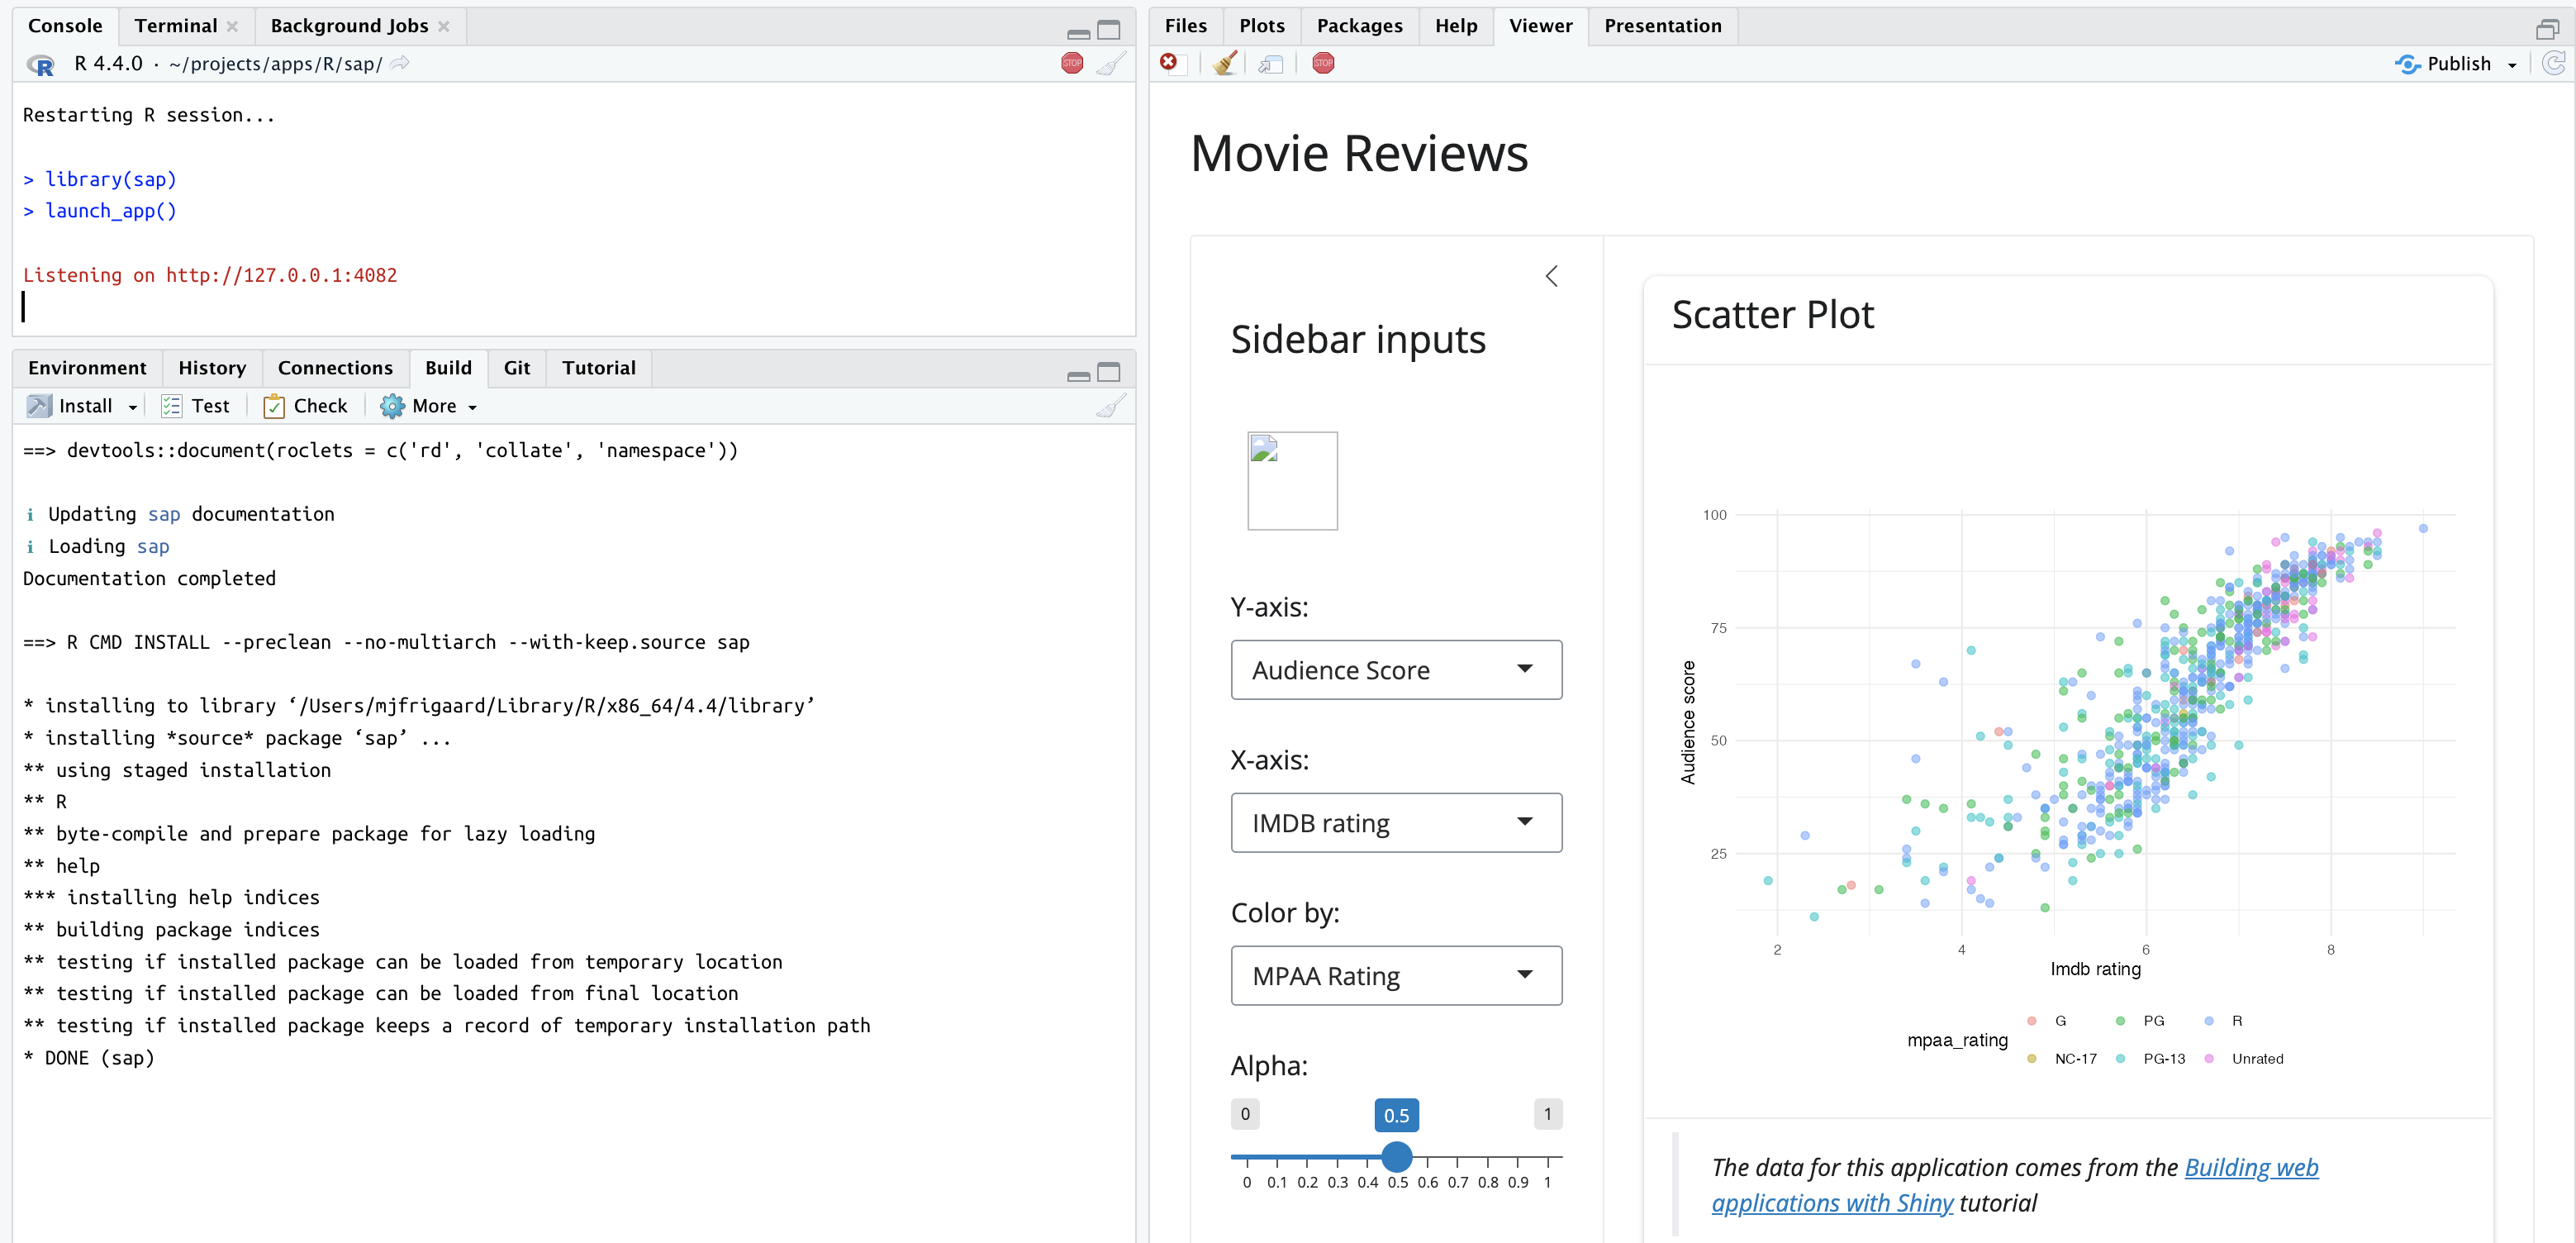 Console Terminal Background Jobs
R 4.4.0 · ~/projects/apps/R/sap/
STOP
Restarting R session...
> library(sap)
> launch_app()
Listening on http://127.0.0.1:4082
Environment History Connections Build Git Tutorial
Install Test Check More
==> devtools::document(roclets = c('rd', 'collate', 'namespace'))
ℹ Updating sap documentation
ℹ Loading sap
Documentation completed
==> R CMD INSTALL --preclean --no-multiarch --with-keep.source sap
* installing to library ‘/Users/mjfrigaard/Library/R/x86_64/4.4/library’
* installing *source* package ‘sap’ ...
** using staged installation
** R
** byte-compile and prepare package for lazy loading
** help
*** installing help indices
** building package indices
** testing if installed package can be loaded from temporary location
** testing if installed package can be loaded from final location
** testing if installed package keeps a record of temporary installation path
* DONE (sap)
Files Plots Packages Help Viewer Presentation
STOP
Publish
Movie Reviews
Sidebar inputs
Y-axis:
Audience Score
X-axis:
IMDB rating
Color by:
MPAA Rating
Alpha:
0 0.5 1
0 0.1 0.2 0.3 0.4 0.5 0.6 0.7 0.8 0.9 1
Scatter Plot
100
75
50
25
Audience score
2 4 6 8
Imdb rating
mpaa_rating
G PG R
NC-17 PG-13 Unrated
The data for this application comes from the Building web
applications with Shiny tutorial